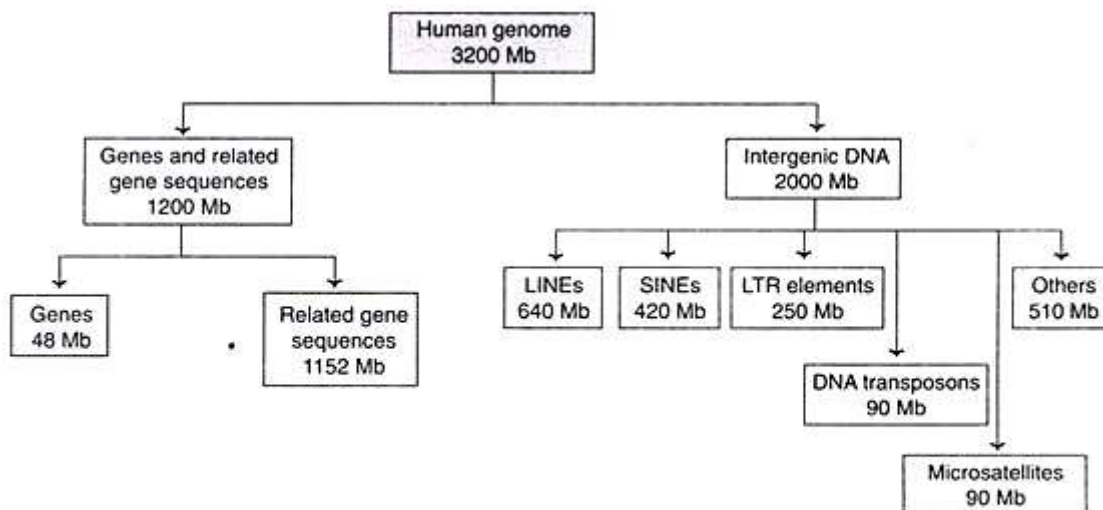 Human genome
3200 Mb
Genes and related
gene sequences
1200 Mb
Intergenic DNA
2000 Mb
Genes
48 Mb
Related gene
sequences
1152 Mb
LINEs
640 Mb
SINEs
420 Mb
LTR elements
250 Mb
Others
510 Mb
DNA transposons
90 Mb
Microsatellites
90 Mb